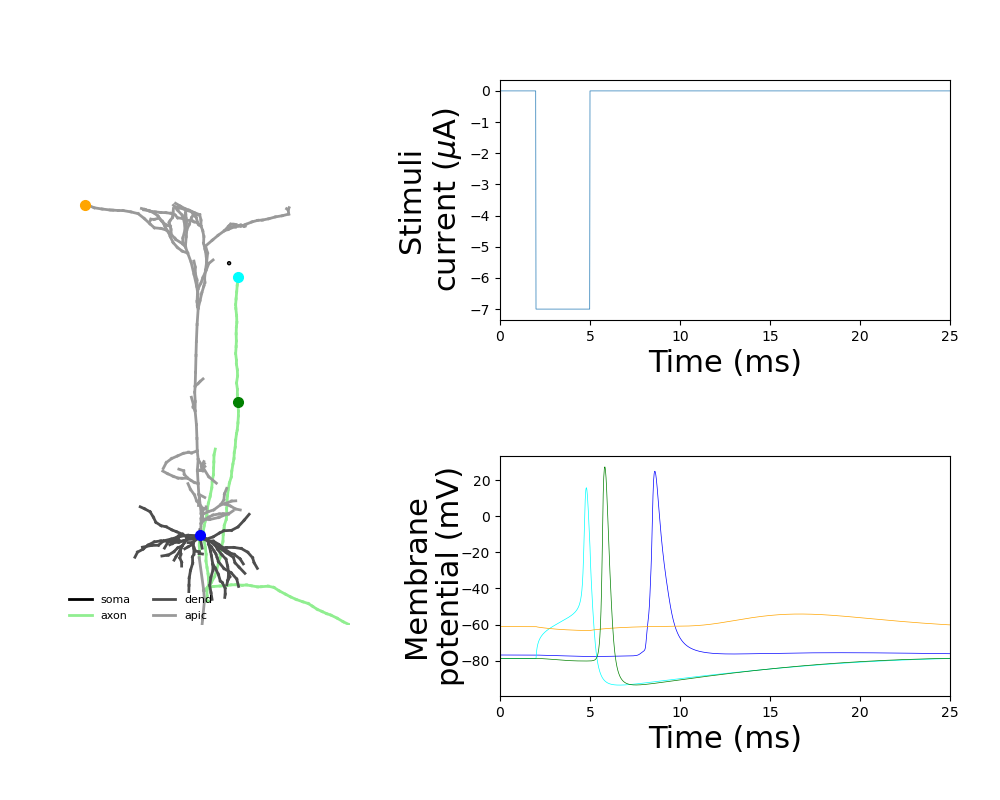 Stimuli
current (μA)
0
−1
−2
−3
−4
−5
−6
−7
0 5 10 15 20 25
Time (ms)
Membrane
potential (mV)
20
0
−20
−40
−60
−80
0 5 10 15 20 25
Time (ms)
soma dend
axon apic